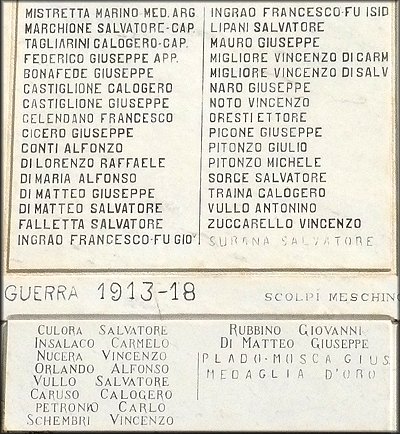 MISTRETTA MARINO·MED. ARG
MARCHIONE SALVATORE-CAP.
TAGLIARINI CALOGERO-CAP.
FEDERICO GIUSEPPE APP.
BONAFEDE GIUSEPPE
CASTIGLIONE CALOGERO
CASTIGLIONE GIUSEPPE
CELENDANO FRANCESCO
CICERO GIUSEPPE
CONTI ALFONZO
DI LORENZO RAFFAELE
DI MARIA ALFONSO
DI MATTEO GIUSEPPE
DI MATTEO SALVATORE
FALLETTA SALVATORE
INGRAO FRANCESCO·FU GIOV
INGRAO FRANCESCO·FU ISID
LIPANI SALVATORE
MAURO GIUSEPPE
MIGLIORE VINCENZO DI CARM
MIGLIORE VINCENZO DI SALV
NARO GIUSEPPE
NOTO VINCENZO
ORESTI ETTORE
PICONE GIUSEPPE
PITONZO GIULIO
PITONZO MICHELE
SORCE SALVATORE
TRAINA CALOGERO
VULLO ANTONINO
ZUCCARELLO VINCENZO
SURONA SALVATORE
GUERRA 1913-18
SCOLPÌ MESCHINO
CULORA SALVATORE
INSALACO CARMELO
NUCERA VINCENZO
ORLANDO ALFONSO
VULLO SALVATORE
CARUSO CALOGERO
PETRONIO CARLO
SCHEMBRI VINCENZO
RUBBINO GIOVANNI
DI MATTEO GIUSEPPE
PLADO·MOSCA GIUS
MEDAGLIA D'ORO